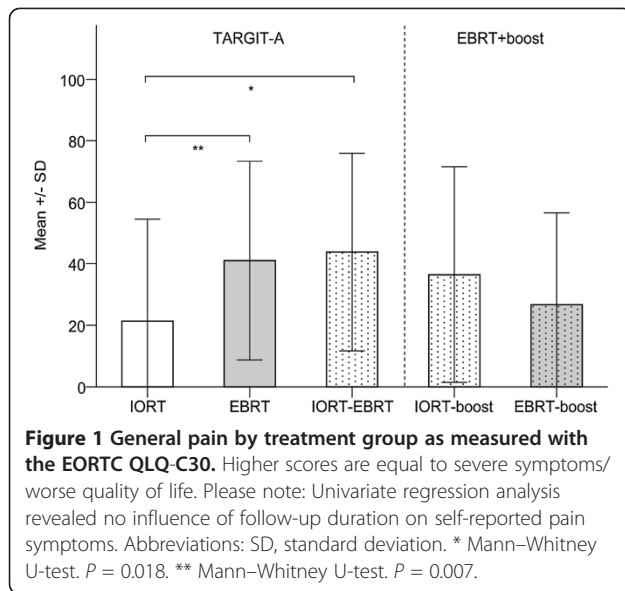 TARGIT-A EBRT+boost
100
*
80
**
60
40
20
0
Mean +/- SD
IORT EBRT IORT-EBRT IORT-boost EBRT-boost
Figure 1 General pain by treatment group as measured with
the EORTC QLQ-C30. Higher scores are equal to severe symptoms/
worse quality of life. Please note: Univariate regression analysis
revealed no influence of follow-up duration on self-reported pain
symptoms. Abbreviations: SD, standard deviation. * Mann–Whitney
U-test. P = 0.018. ** Mann–Whitney U-test. P = 0.007.